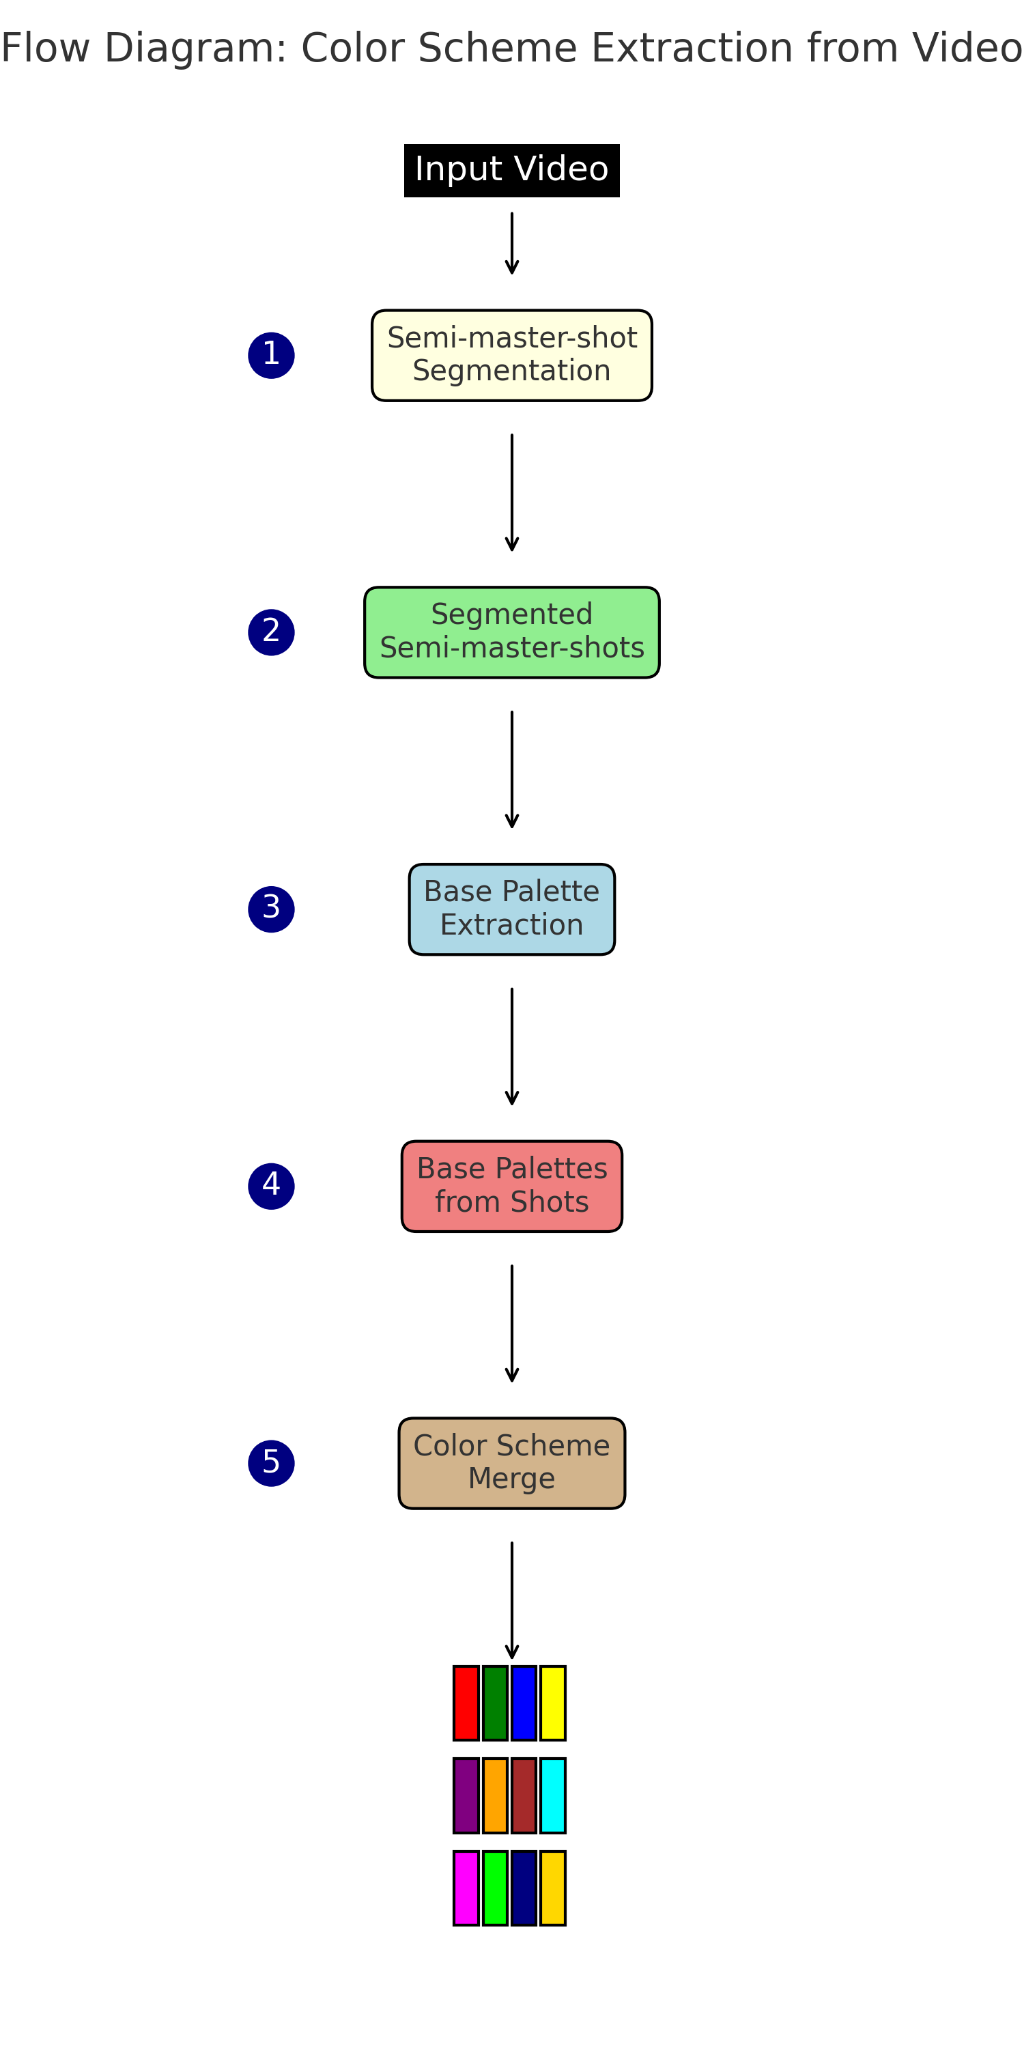 Flow Diagram: Color Scheme Extraction from Video
Input Video
1
Semi-master-shot
Segmentation
2
Segmented
Semi-master-shots
3
Base Palette
Extraction
4
Base Palettes
from Shots
5
Color Scheme
Merge